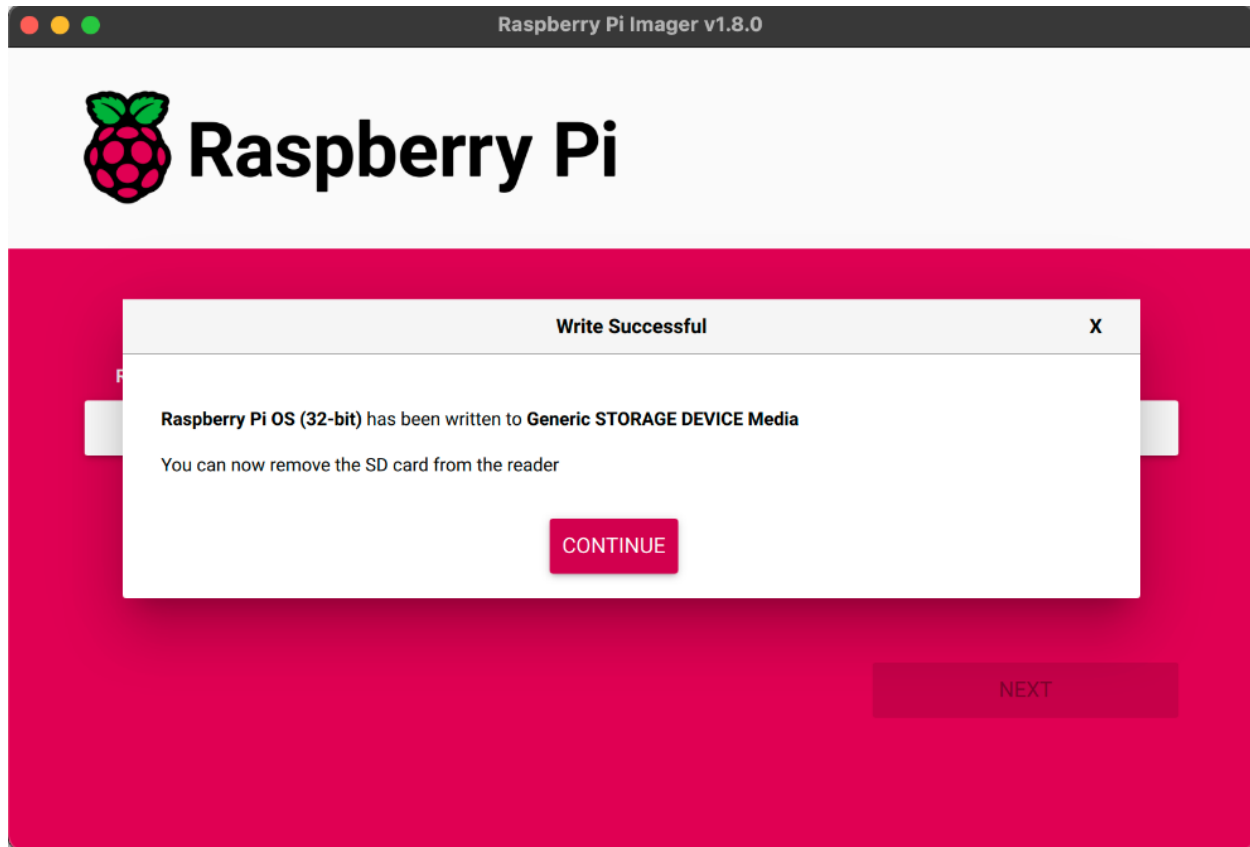 Raspberry Pi Imager v1.8.0
Raspberry Pi
Write Successful X
Raspberry Pi OS (32-bit) has been written to Generic STORAGE DEVICE Media
You can now remove the SD card from the reader
CONTINUE
NEXT